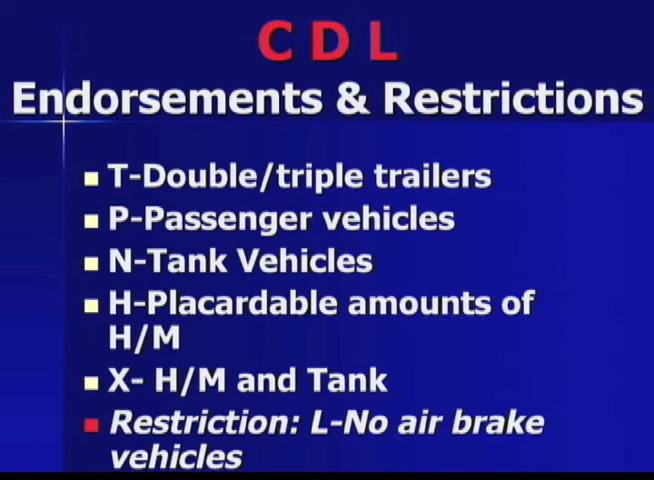 C D L
Endorsements & Restrictions
T-Double/triple trailers
P-Passenger vehicles
N-Tank Vehicles
H-Placardable amounts of
H/M
X- H/M and Tank
Restriction: L-No air brake
vehicles